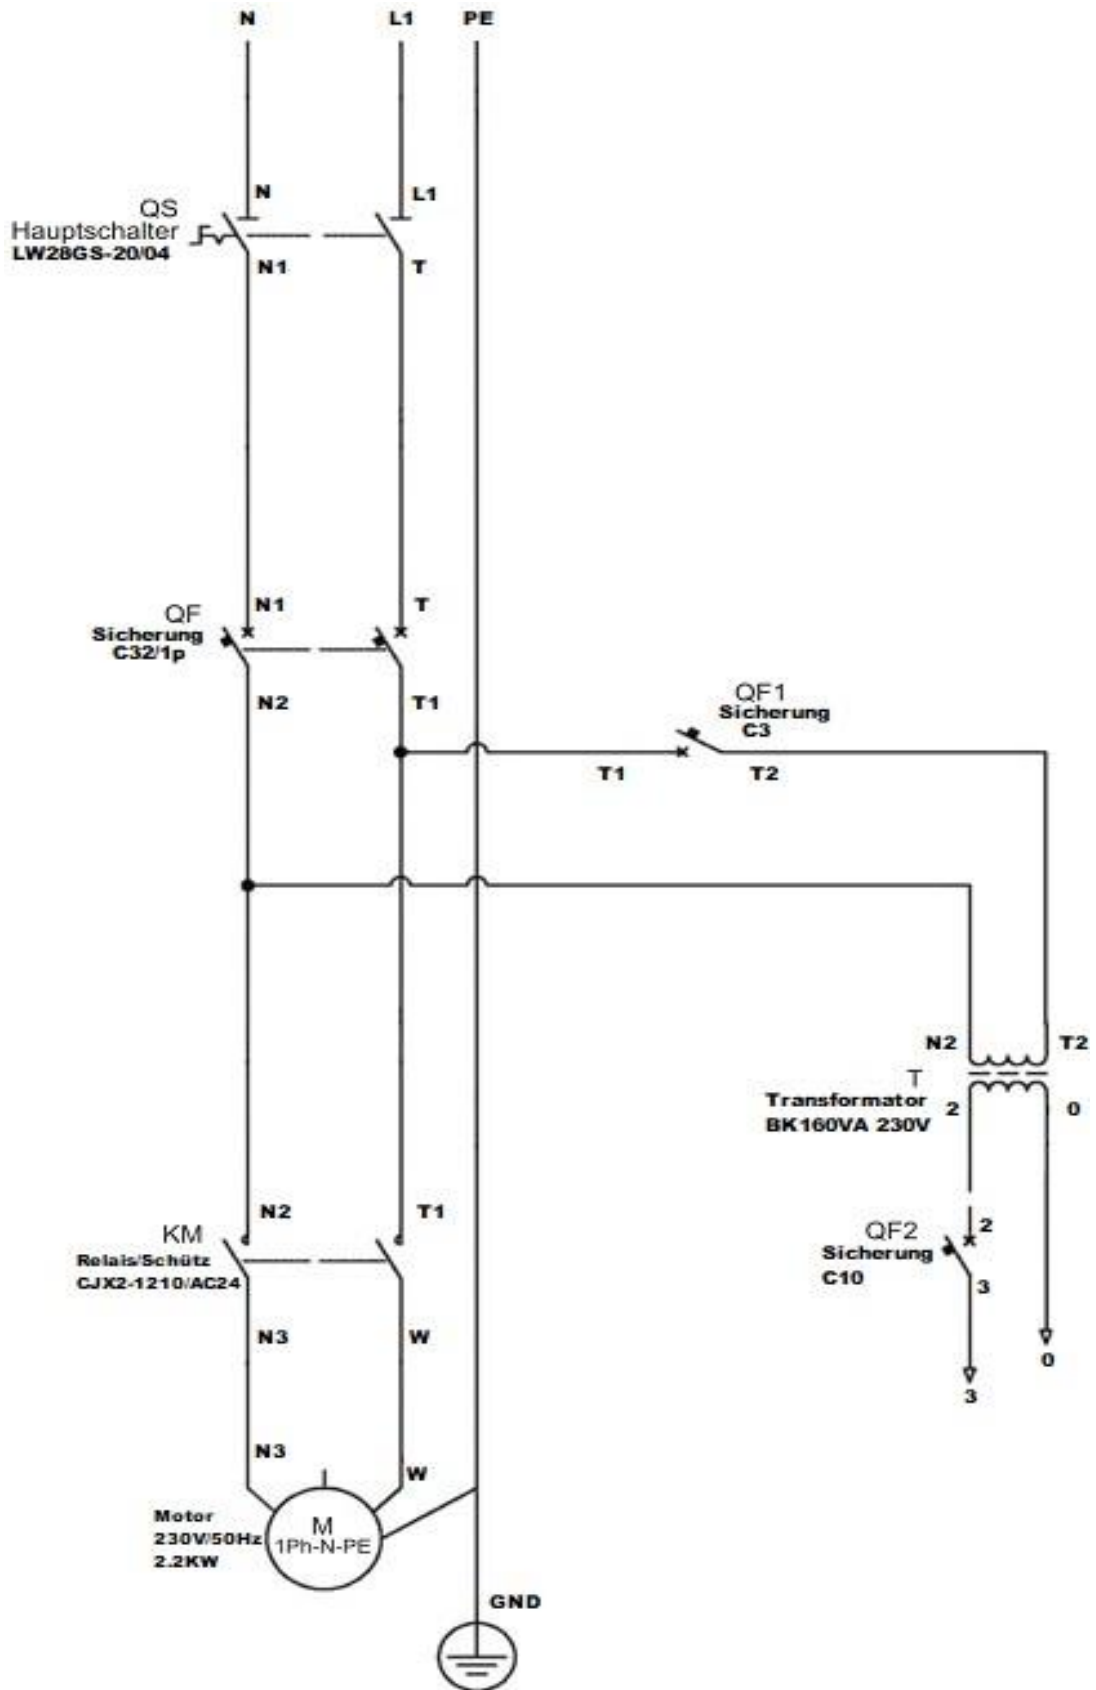 N
L1
PE
N
L1
QS
Hauptschalter
LW28GS-20/04
N1
T
N1
T
QF
Sicherung
C32/1p
N2
T1
QF1
Sicherung
C3
T1
T2
N2
T2
T
Transformator
BK160VA 230V
2
0
N2
T1
KM
Relais/Schütz
CJX2-1210/AC24
QF2
Sicherung
C10
2
3
N3
W
0
3
N3
W
Motor
230V/50Hz
2.2KW
M
1Ph-N-PE
GND